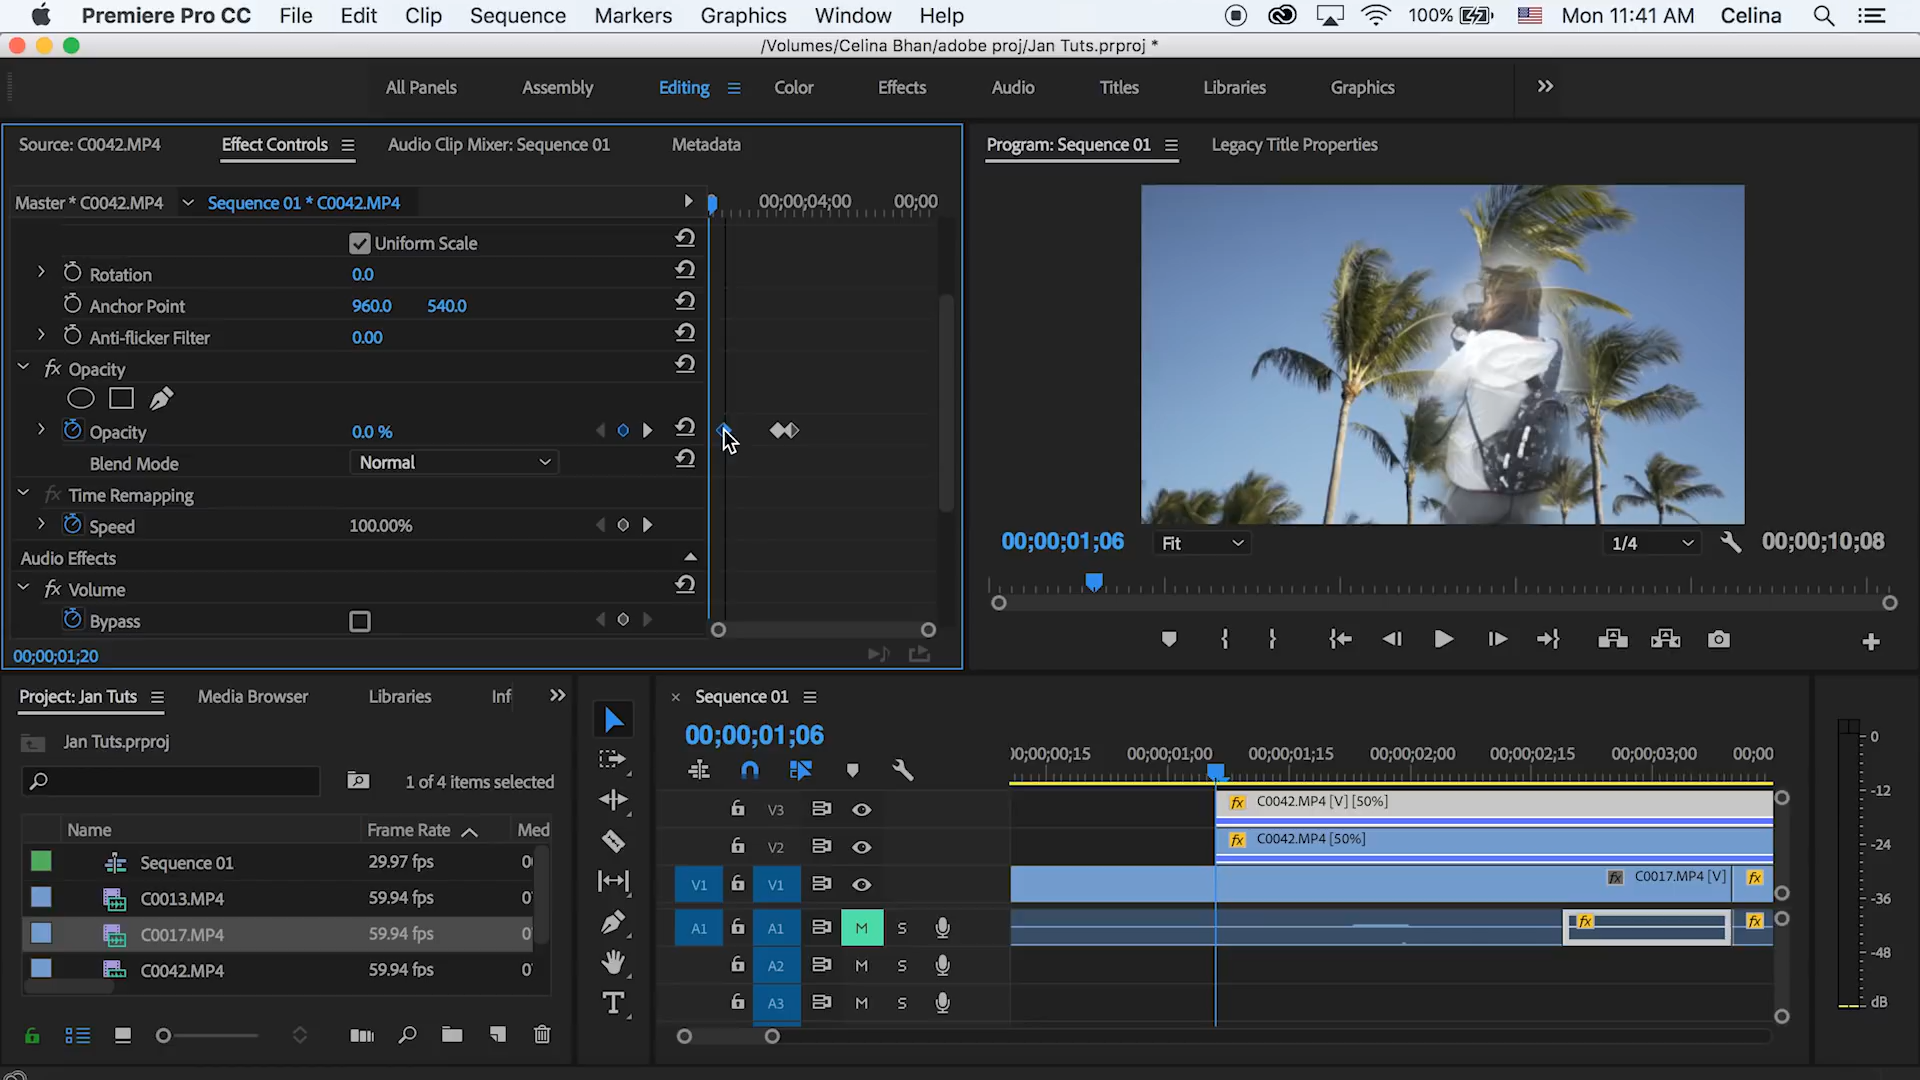 Premiere Pro CC File Edit Clip Sequence Markers Graphics Window Help 100% Mon 11:41 AM Celina
/Volumes/Celina Bhan/adobe proj/Jan Tuts.prproj *
All Panels Assembly Editing Color Effects Audio Titles Libraries Graphics
Source: C0042.MP4 Effect Controls Audio Clip Mixer: Sequence 01 Metadata
Master * C0042.MP4 Sequence 01 * C0042.MP4 00;00;04;00 00;00
Uniform Scale
Rotation 0.0
Anchor Point 960.0 540.0
Anti-flicker Filter 0.00
fx Opacity
Opacity 0.0 %
Blend Mode Normal
fx Time Remapping
Speed 100.00%
Audio Effects
fx Volume
Bypass
00;00;01;20
Program: Sequence 01 Legacy Title Properties
00;00;01;06 Fit 1/4 00;00;10;08
Project: Jan Tuts Media Browser Libraries Inf
Jan Tuts.prproj
1 of 4 items selected
Name Frame Rate Med
Sequence 01 29.97 fps
C0013.MP4 59.94 fps
C0017.MP4 59.94 fps
C0042.MP4 59.94 fps
× Sequence 01
00;00;01;06
00;00;00;15 00;00;01;00 00;00;01;15 00;00;02;00 00;00;02;15 00;00;03;00 00;00
V3 fx C0042.MP4 [V] [50%]
V2 fx C0042.MP4 [50%]
V1 V1 fx C0017.MP4 [V] fx
A1 A1 M S fx fx
A2 M S
A3 M S
0
-12
-24
-36
-48
dB